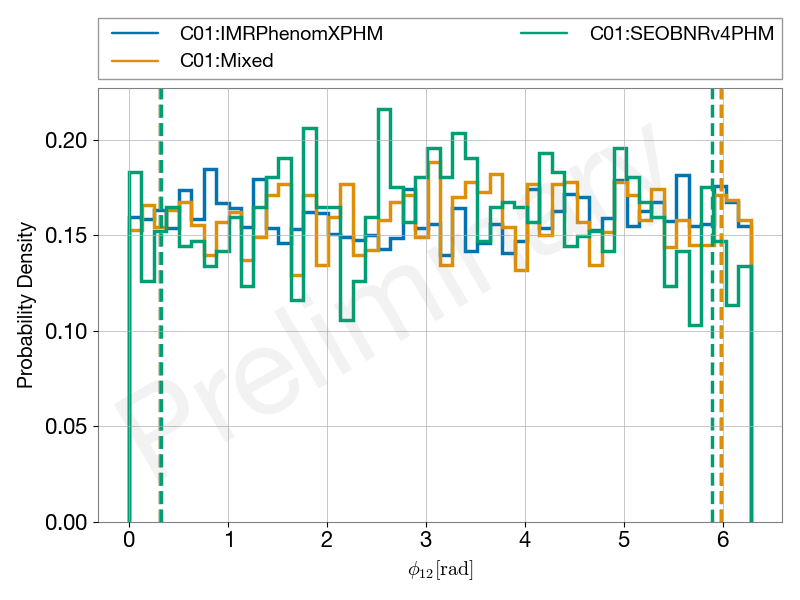 C01:IMRPhenomXPHM
C01:Mixed
C01:SEOBNRv4PHM
Probability Density
0.20
0.15
0.10
0.05
0.00
0 1 2 3 4 5 6
ϕ₁₂[rad]
Preliminary